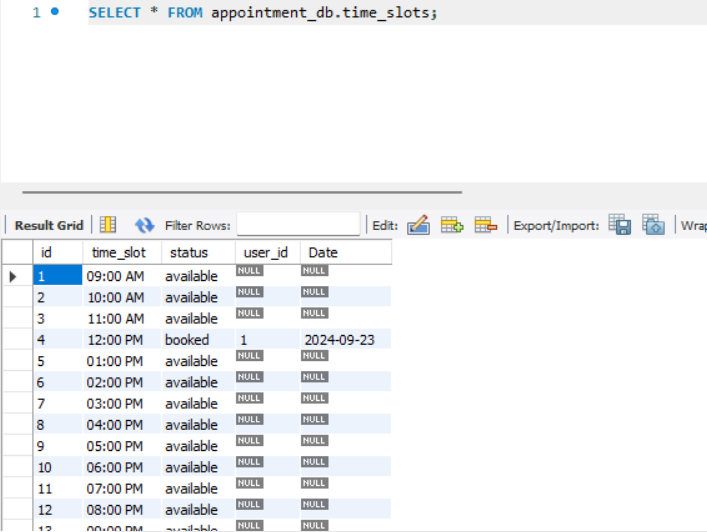 1 SELECT * FROM appointment_db.time_slots;
Result Grid Filter Rows: Edit: Export/Import:
id time_slot status user_id Date
1 09:00 AM available NULL NULL
2 10:00 AM available NULL NULL
3 11:00 AM available NULL NULL
4 12:00 PM booked 1 2024-09-23
5 01:00 PM available NULL NULL
6 02:00 PM available NULL NULL
7 03:00 PM available NULL NULL
8 04:00 PM available NULL NULL
9 05:00 PM available NULL NULL
10 06:00 PM available NULL NULL
11 07:00 PM available NULL NULL
12 08:00 PM available NULL NULL
13 09:00 PM available NULL NULL